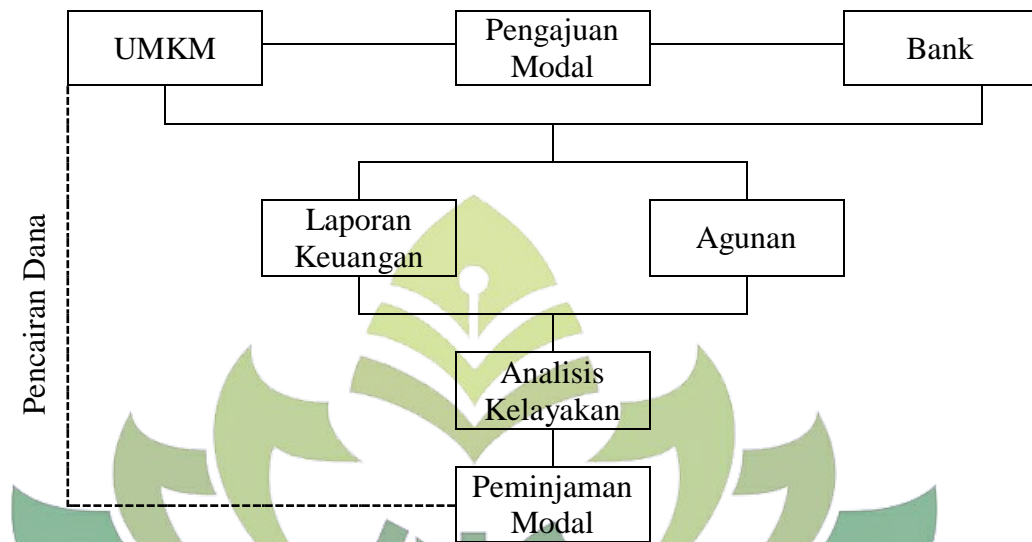 UMKM
Pengajuan
Modal
Bank
Laporan
Keuangan
Agunan
Pencairan Dana
Analisis
Kelayakan
Peminjaman
Modal